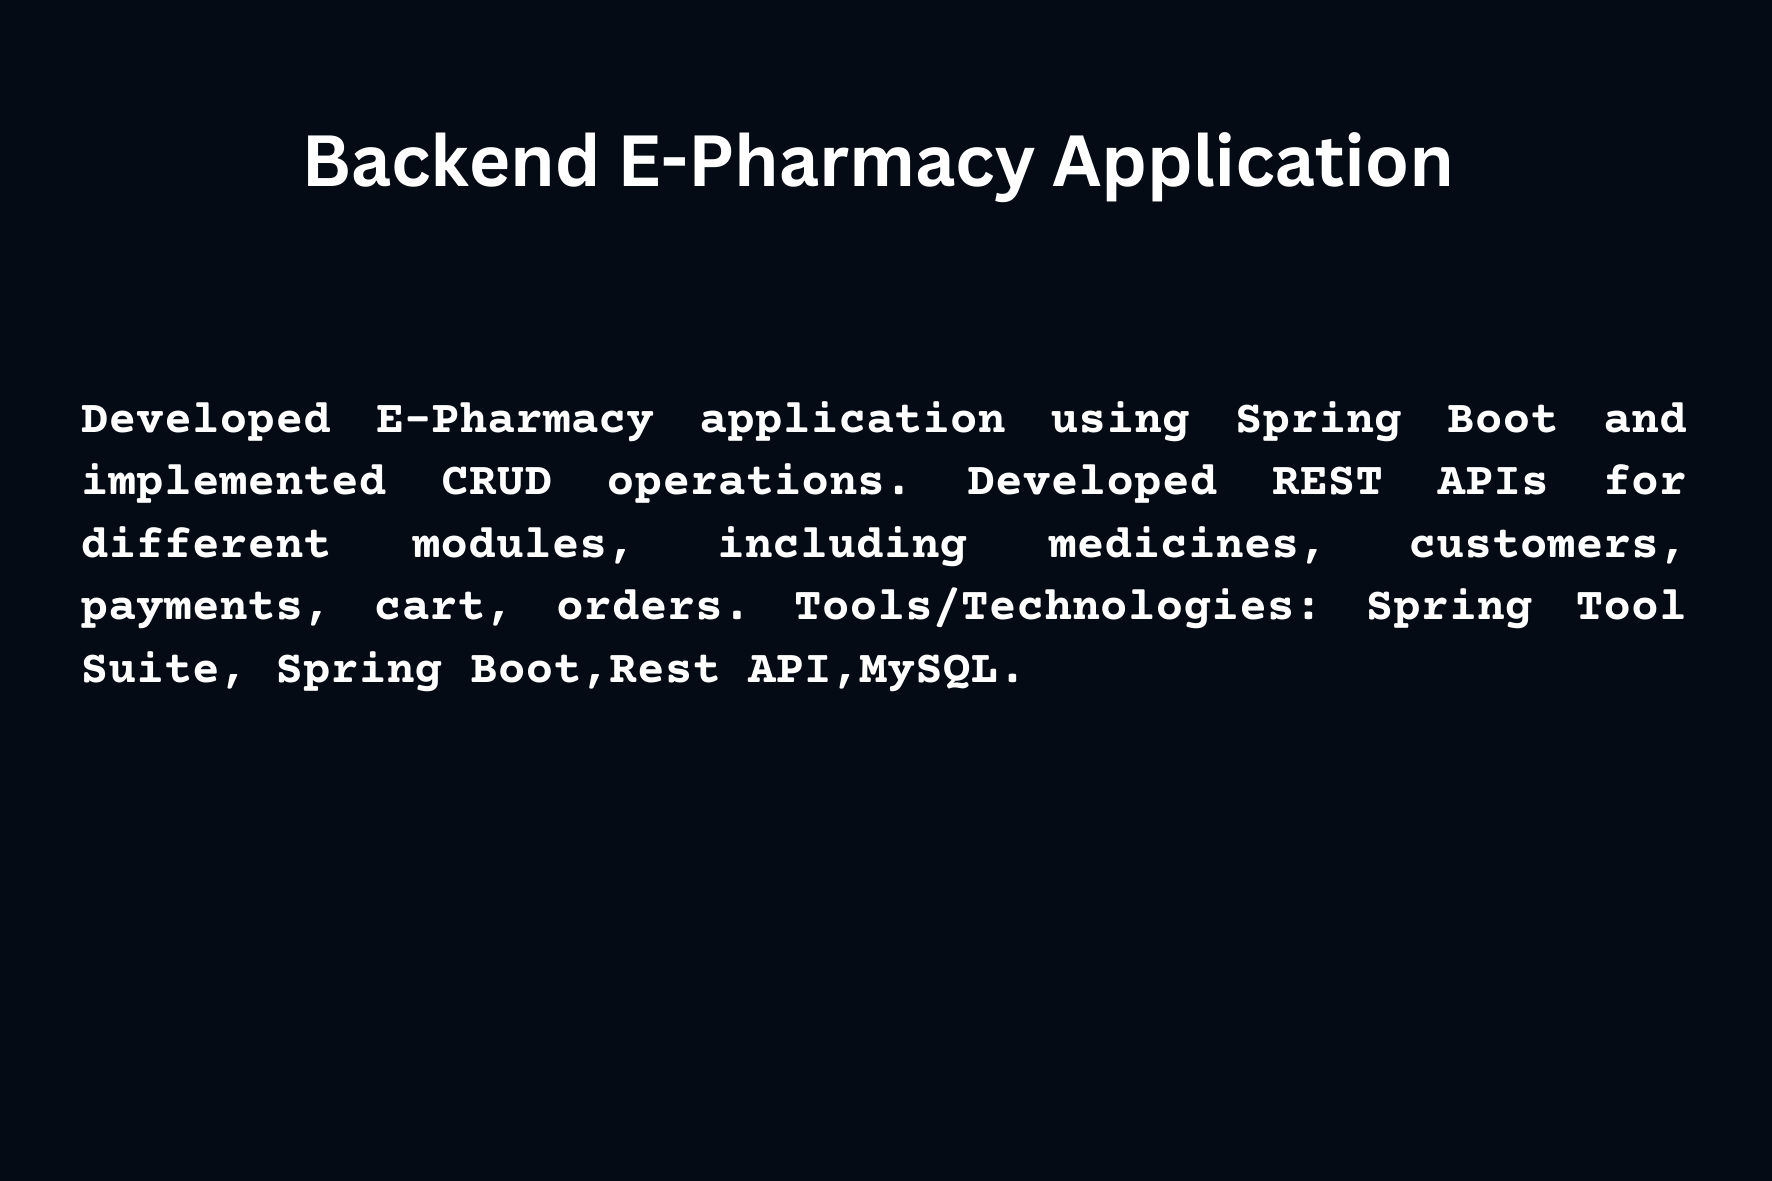 Backend E-Pharmacy Application
Developed E-Pharmacy application using Spring Boot and
implemented CRUD operations. Developed REST APIs for
different modules, including medicines, customers,
payments, cart, orders. Tools/Technologies: Spring Tool
Suite, Spring Boot,Rest API,MySQL.